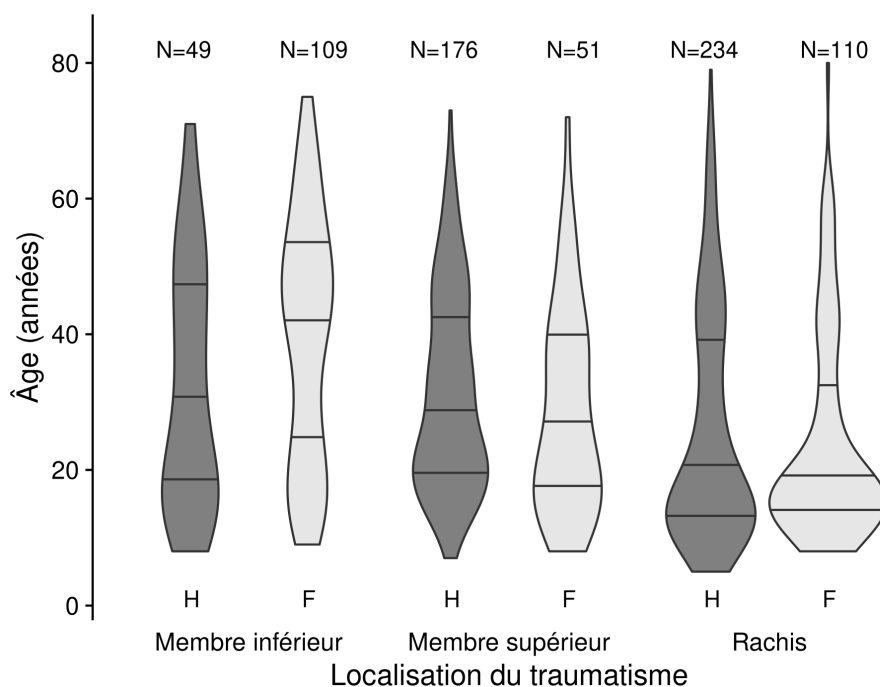 N=49 N=109 N=176 N=51 N=234 N=110
80
60
40
20
0
Âge (années)
H F H F H F
Membre inférieur Membre supérieur Rachis
Localisation du traumatisme